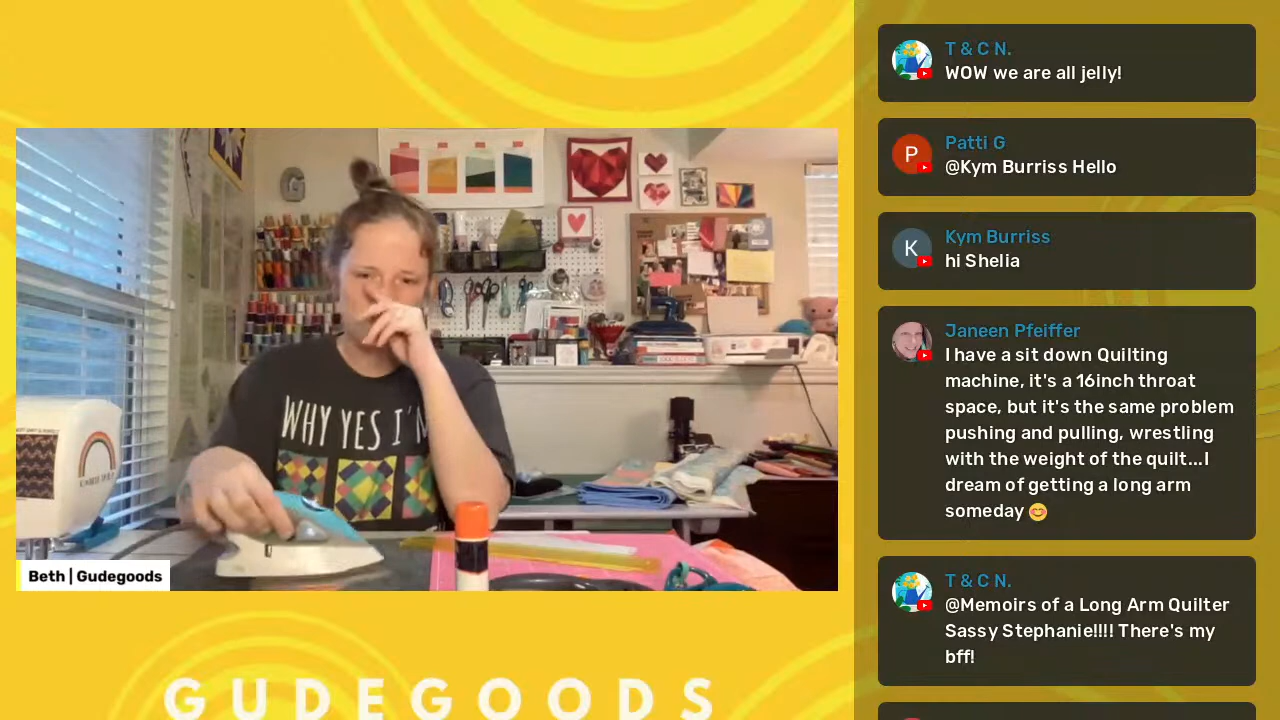 T & C N.
WOW we are all jelly!
P
Patti G
@Kym Burriss Hello
K
Kym Burriss
hi Shelia
Janeen Pfeiffer
I have a sit down Quilting
machine, it's a 16inch throat
space, but it's the same problem
pushing and pulling, wrestling
with the weight of the quilt...I
dream of getting a long arm
someday 😊
T & C N.
@Memoirs of a Long Arm Quilter
Sassy Stephanie!!!! There's my
bff!
G
WHY YES I'M
Beth | Gudegoods
GUDEGOODS